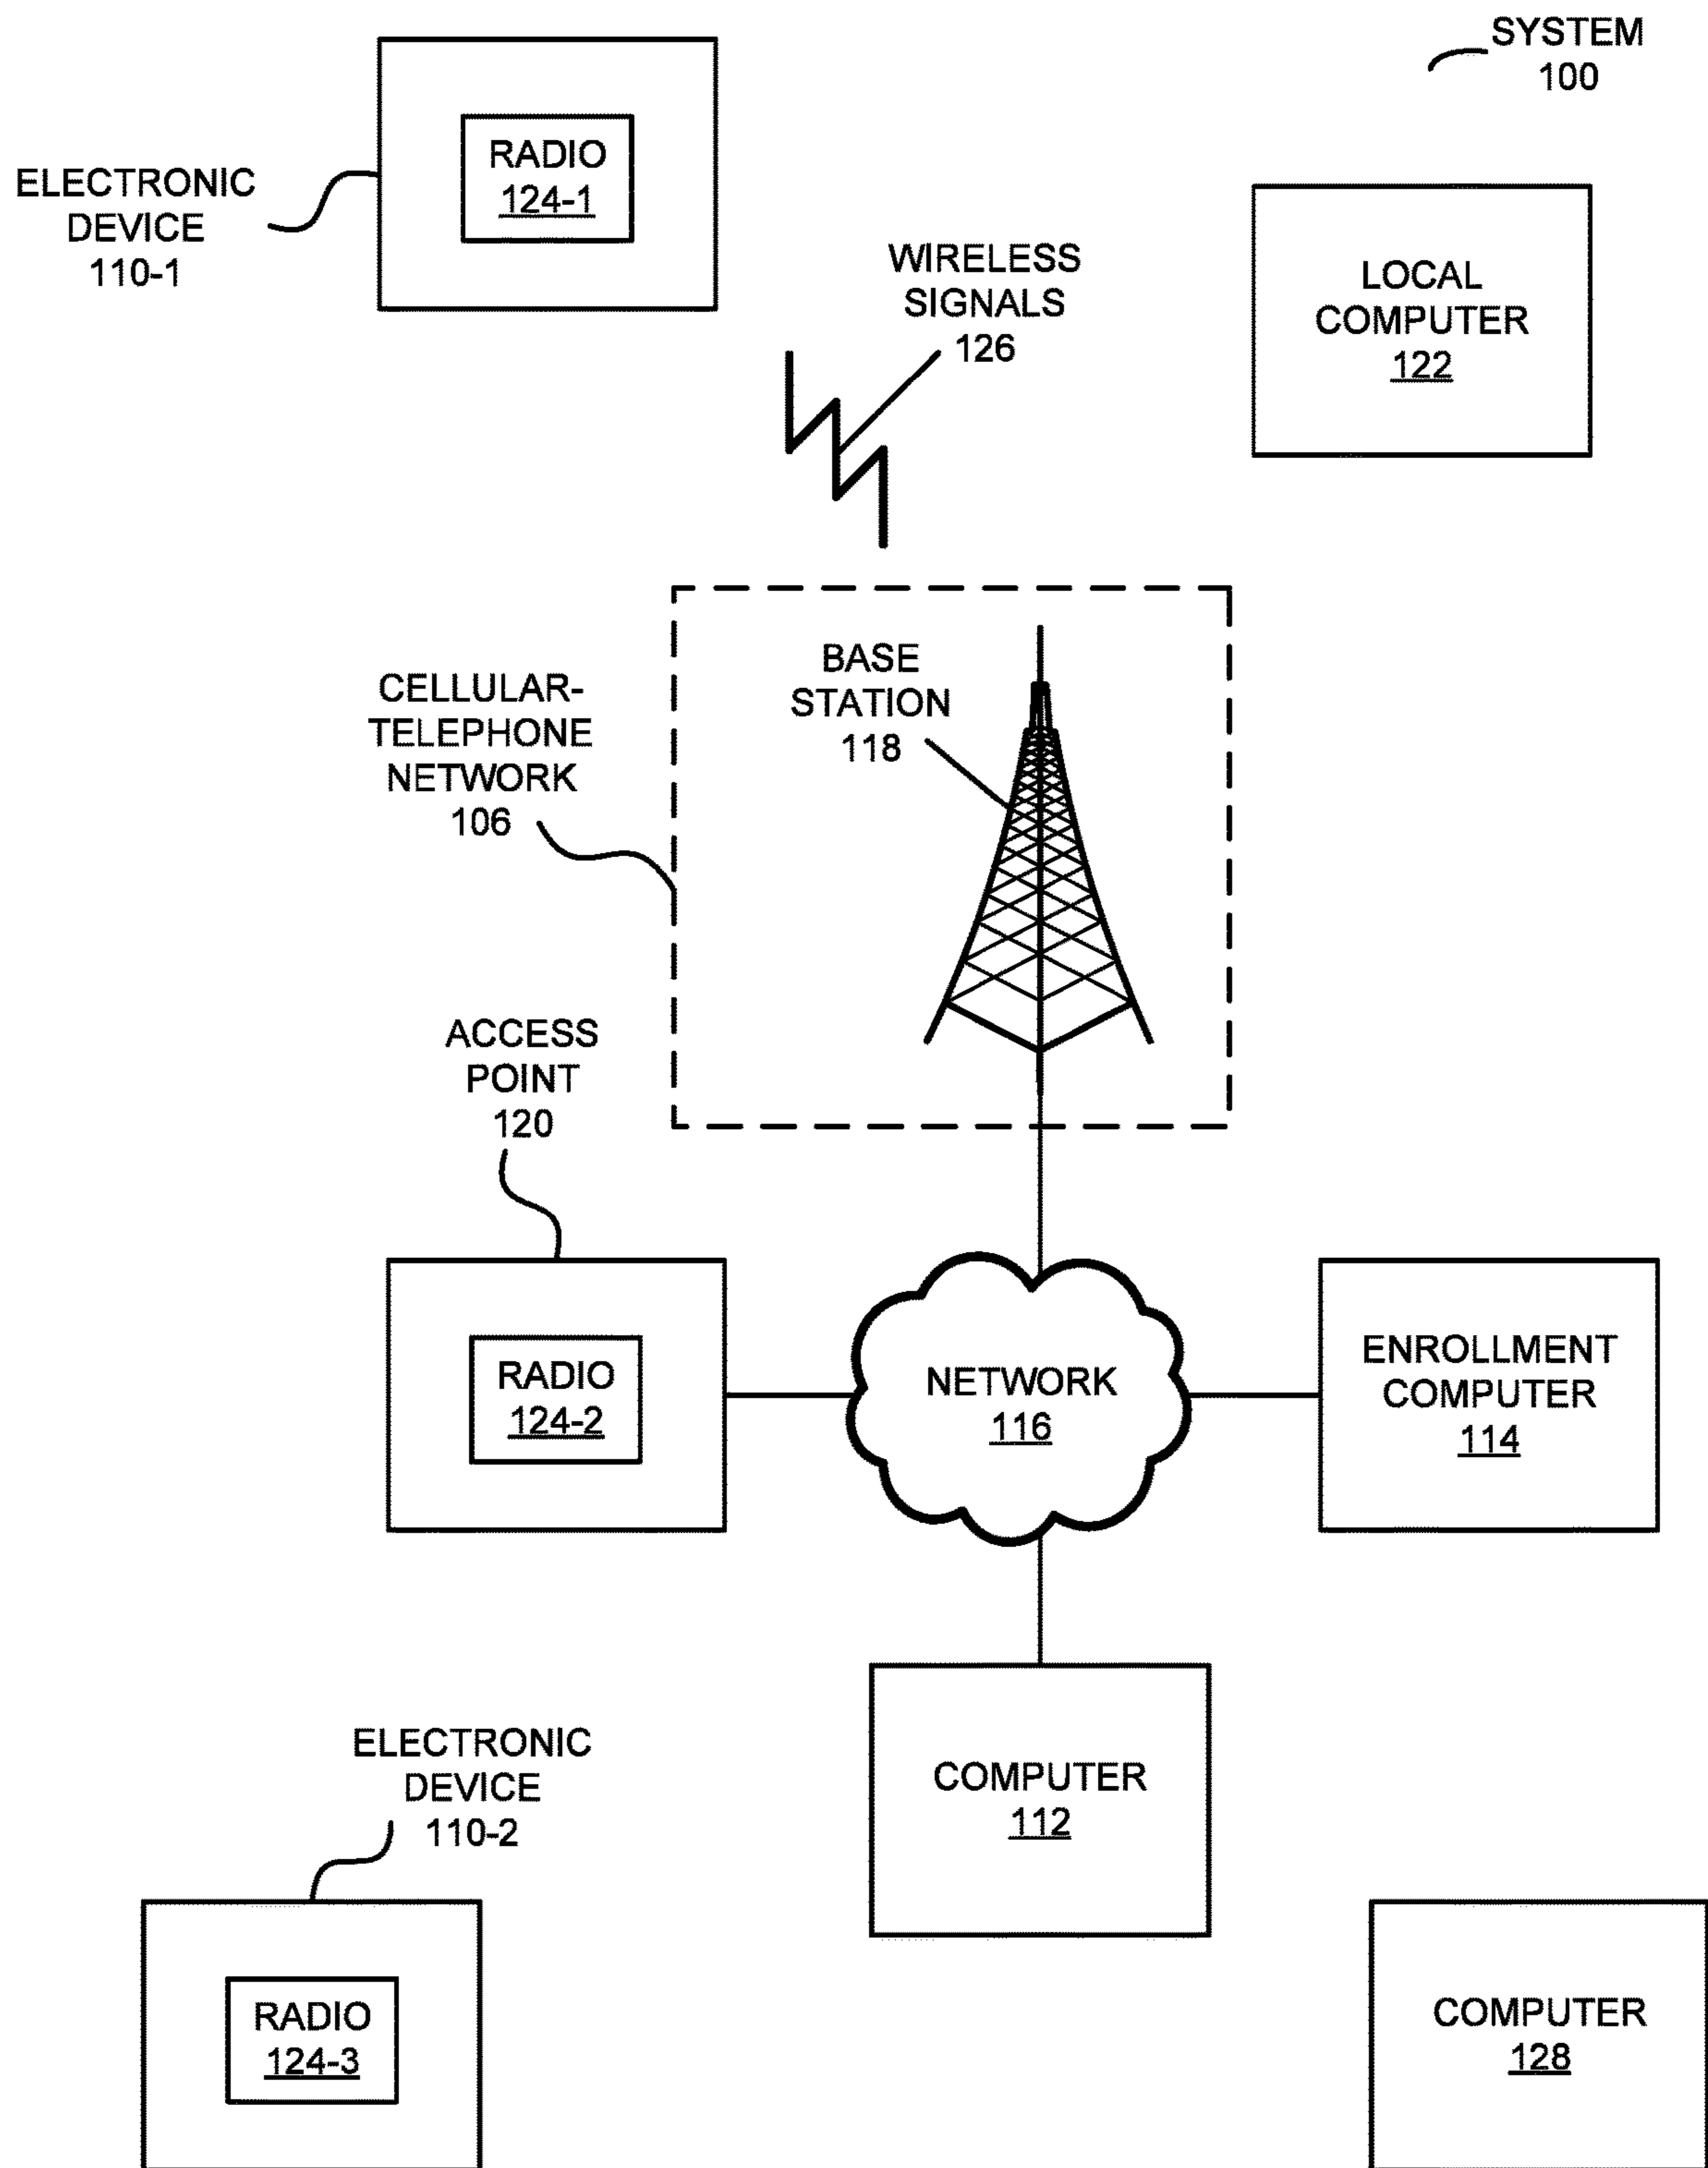 SYSTEM
100
RADIO
124-1
ELECTRONIC
DEVICE
110-1
WIRELESS
SIGNALS
126
LOCAL
COMPUTER
122
BASE
STATION
118
CELLULAR-
TELEPHONE
NETWORK
106
ACCESS
POINT
120
RADIO
124-2
NETWORK
116
ENROLLMENT
COMPUTER
114
ELECTRONIC
DEVICE
110-2
COMPUTER
112
RADIO
124-3
COMPUTER
128